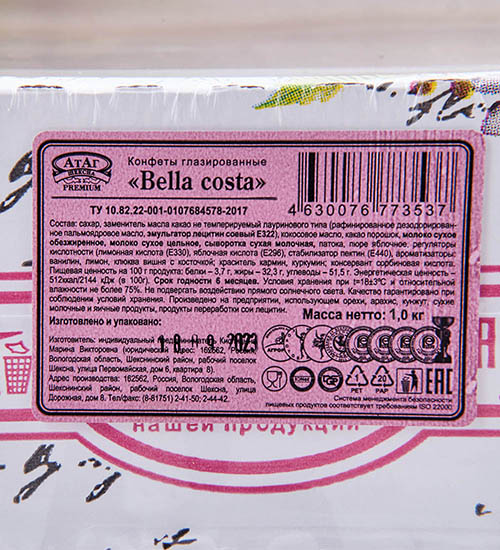 АтАг
ШЕКСНА
PREMIUM
Конфеты глазированные
«Bella costa»
ТУ 10.82.22-001-0107684578-2017
4 630076 773537
Состав: сахар, заменитель масла какао не темперируемый лауринового типа (рафинированное дезодорирован-
ное пальмоядровое масло, эмульгатор лецитин соевый Е322), кокосовое масло, какао порошок, молоко сухое
обезжиренное, молоко сухое цельное, сыворотка сухая молочная, патока, пюре яблочное, регуляторы
кислотности (лимонная кислота (Е330), яблочная кислота (Е296), стабилизатор пектин (Е440), ароматизаторы:
ванилин, лимон, клюква вишня с косточкой; краситель кармин, куркумин; консервант сорбиновая кислота.
Пищевая ценность на 100 г продукта: белки – 3,7 г, жиры – 32,3 г, углеводы – 51,5 г. Энергетическая ценность –
512ккал/2144 кДж (в 100г). Срок годности 6 месяцев. Условия хранения при t=18±3°С и относительной
влажности не более 75%. Не подвергать воздействию прямого солнечного света. Качество гарантировано при
соблюдении условий хранения. Произведено на предприятии, использующем орехи, арахис, кунжут, сухие
молочные и яичные продукты, продукты переработки сои лецитин.
Масса нетто: 1,0 кг
Изготовлено и упаковано:
2023
Изготовитель: индивидуальный
Марина Викторовна (юридический адрес: 162562, Россия,
Вологодская область, Шекснинский район, рабочий поселок
Шексна, улица Первомайская, дом 6, квартира 8).
Адрес производства: 162562, Россия, Вологодская область,
Шекснинский район, рабочий поселок Шексна, улица Шоссейная,
дом 8. Тел./факс: (8-81751) 2-41-50; 2-44-42.
1
PET
20
PAP
EAC
Система менеджмента безопасности
пищевых продуктов соответствует требованиям ISO 22000
нашей продукции